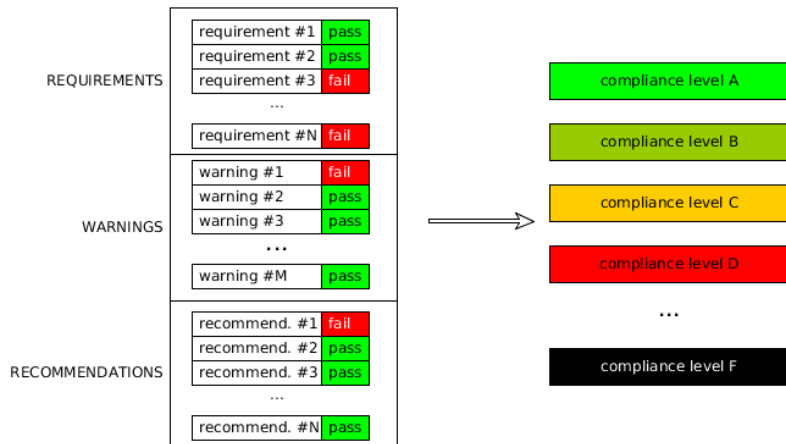 REQUIREMENTS
requirement #1 pass
requirement #2 pass
requirement #3 fail
...
requirement #N fail
WARNINGS
warning #1 fail
warning #2 pass
warning #3 pass
...
warning #M pass
RECOMMENDATIONS
recommend. #1 fail
recommend. #2 pass
recommend. #3 pass
...
recommend. #N pass
compliance level A
compliance level B
compliance level C
compliance level D
...
compliance level F